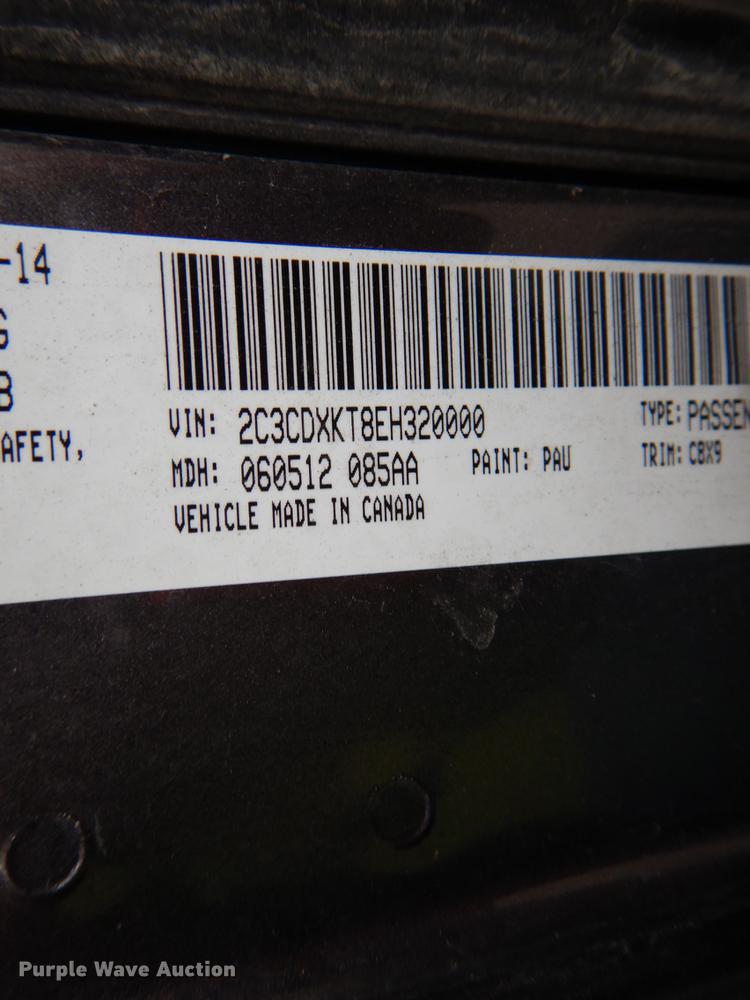 -14
G
B
AFETY,
VIN: 2C3CDXKT8EH320000
MDH: 060512 085AA
PAINT: PAU
VEHICLE MADE IN CANADA
TYPE: PASSEN
TRIM: CBX9
Purple Wave Auction